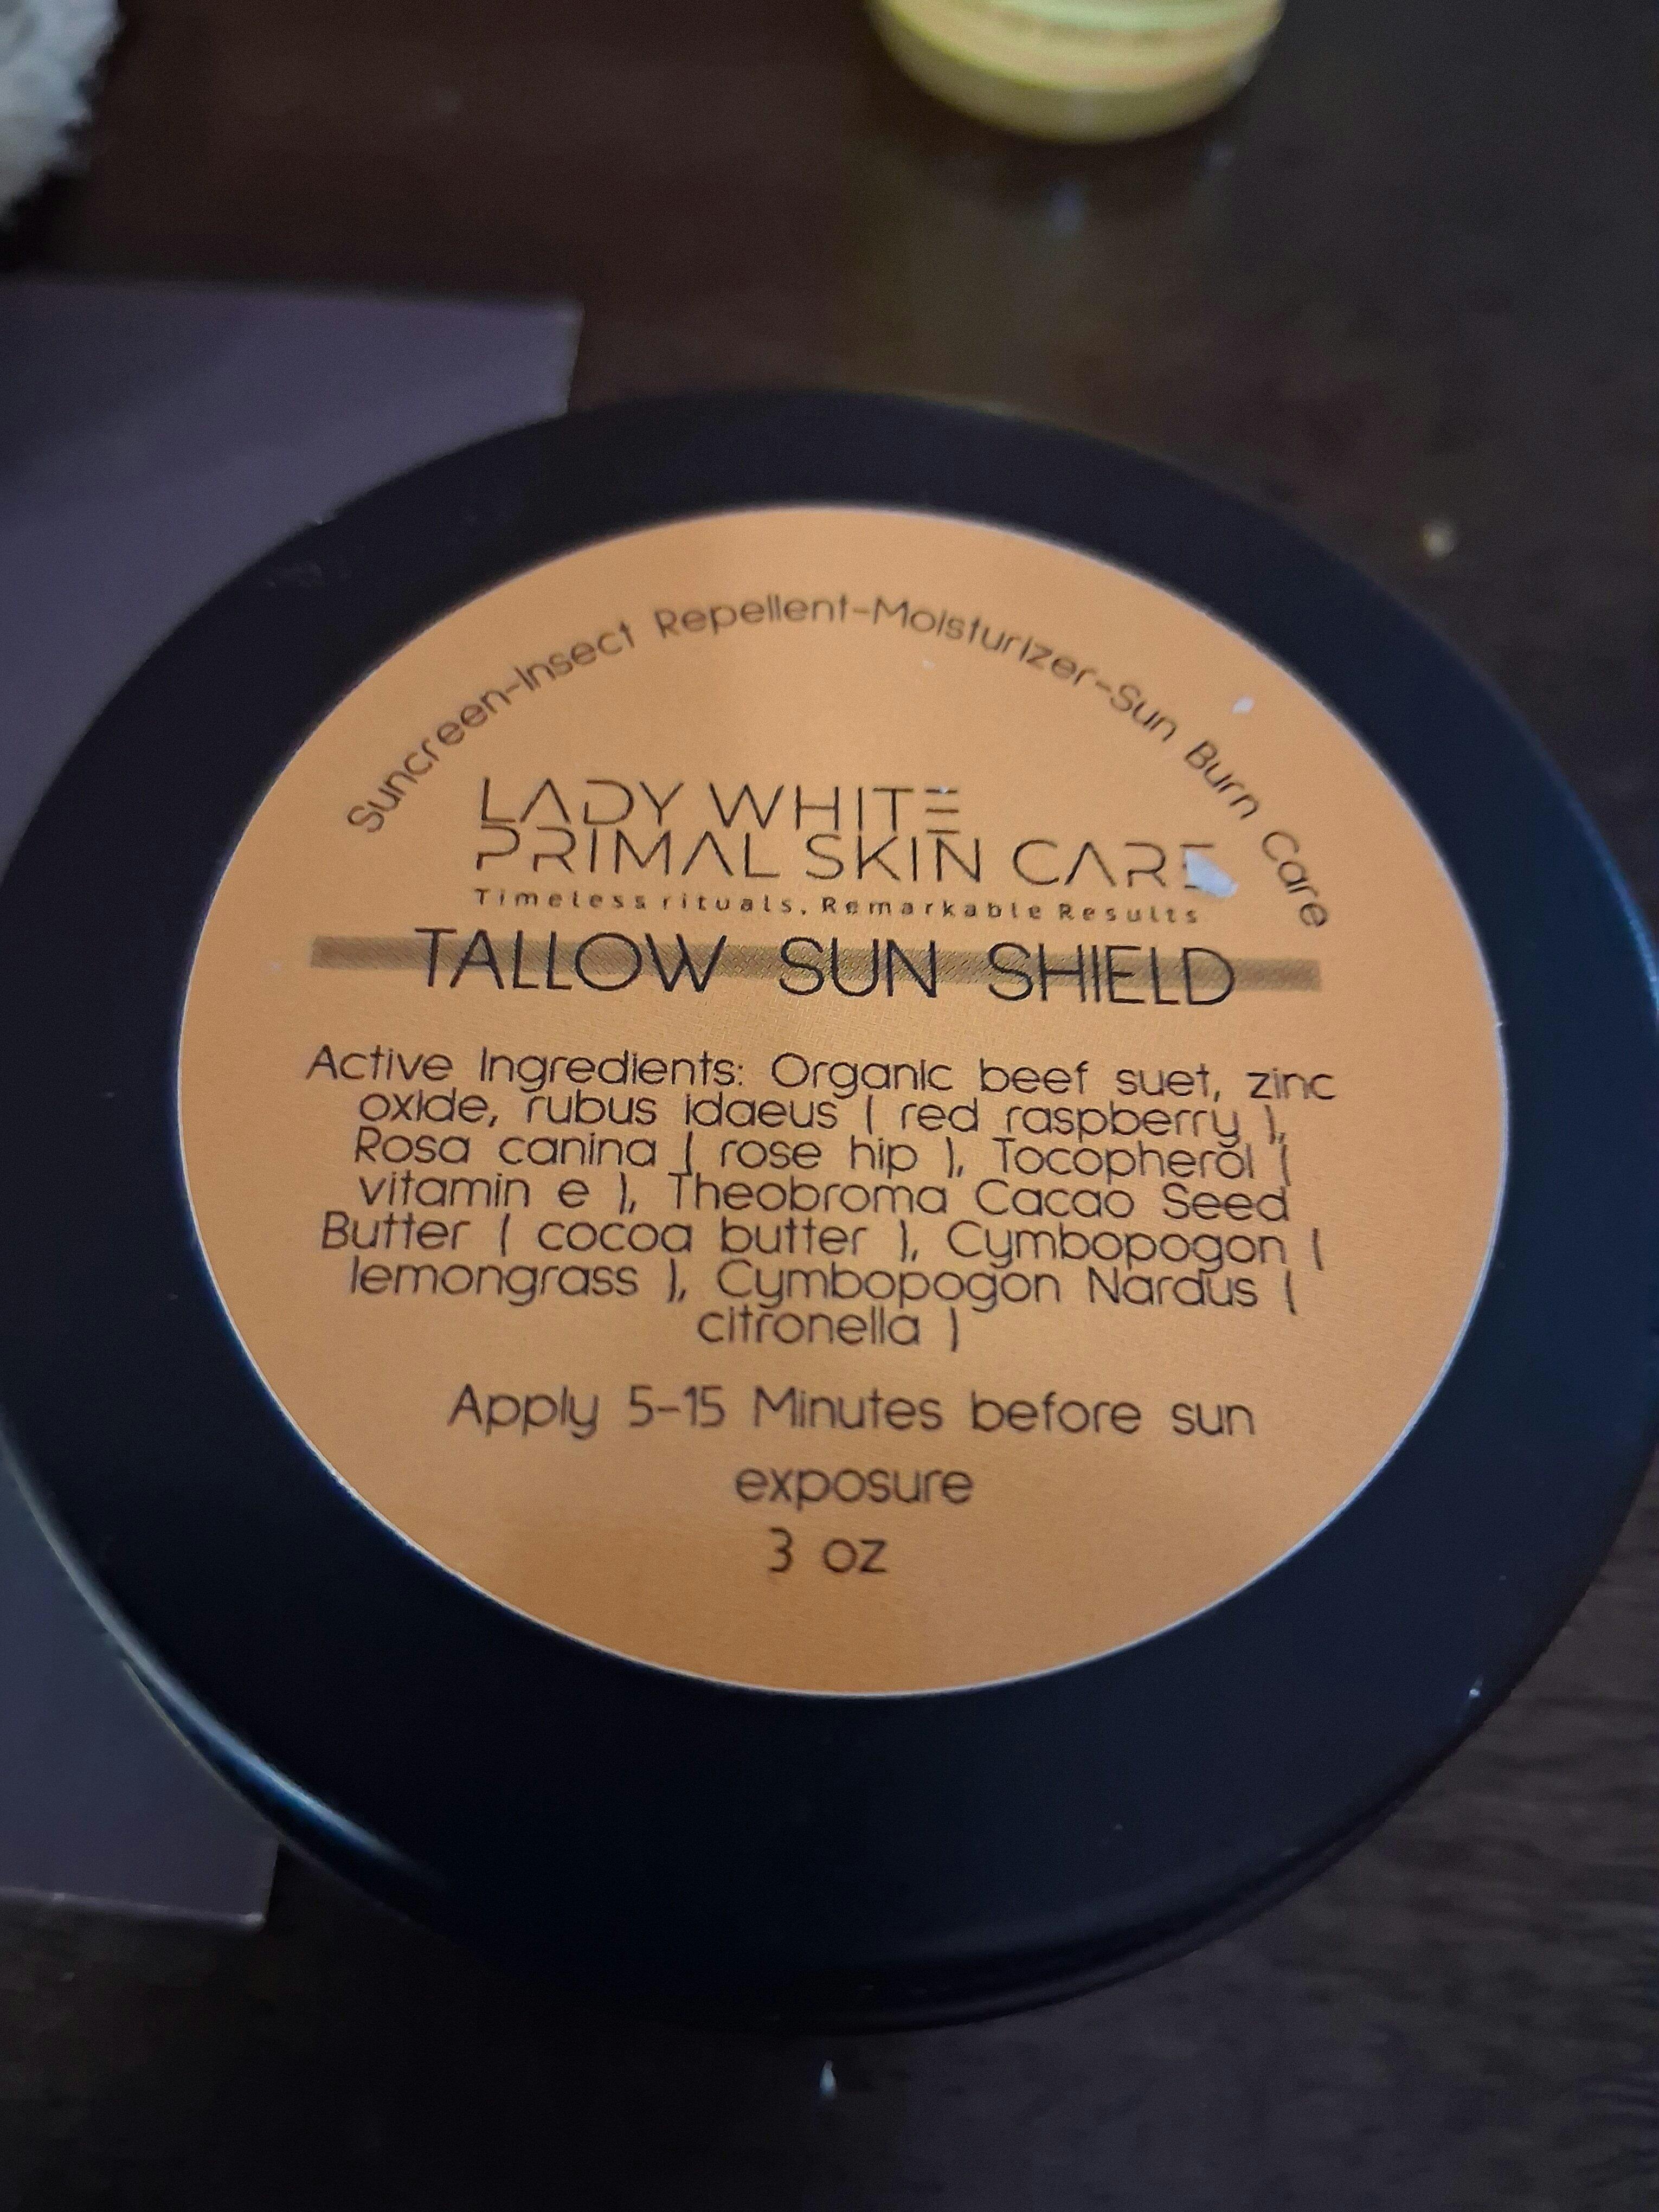 Suncreen-Insect Repellent-Moisturizer-Sun Burn Care
LADY WHITE
PRIMAL SKIN CARE
Timeless rituals, Remarkable Results
TALLOW SUN SHIELD
Active Ingredients: Organic beef suet, zinc
oxide, rubus idaeus ( red raspberry ),
Rosa canina ( rose hip ), Tocopherol (
vitamin e ), Theobroma Cacao Seed
Butter ( cocoa butter ), Cymbopogon (
lemongrass ), Cymbopogon Nardus (
citronella )
Apply 5-15 Minutes before sun
exposure
3 oz